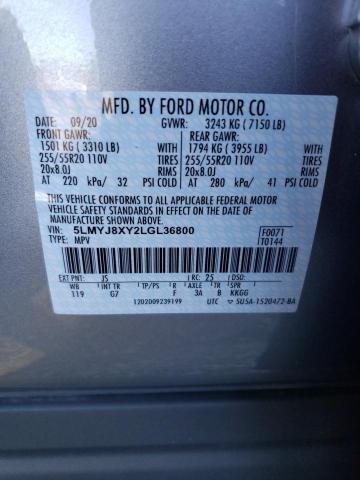 MFD. BY FORD MOTOR CO.
DATE: 09/20 GVWR: 3243 KG ( 7150 LB)
FRONT GAWR: REAR GAWR:
1501 KG ( 3310 LB) WITH 1794 KG ( 3955 LB) WITH
255/55R20 110V TIRES 255/55R20 110V TIRES
20x8.0J RIMS 20x8.0J RIMS
AT 220 kPa/ 32 PSI COLD AT 280 kPa/ 41 PSI COLD
THIS VEHICLE CONFORMS TO ALL APPLICABLE FEDERAL MOTOR VEHICLE
SAFETY, BUMPER, AND THEFT PREVENTION STANDARDS IN EFFECT ON
THE DATE OF MANUFACTURE SHOWN ABOVE.
VIN: 5LMYJ8XY2LGL36800 F0071
TYPE: MPV T0144
EXT PNT: JS RC: 25 DSO:
WB INT TR TP/PS R AXLE TR SPR
119 G7 F 3A B KKGG
1202009239199 UTC 5U5A-1520472-BA